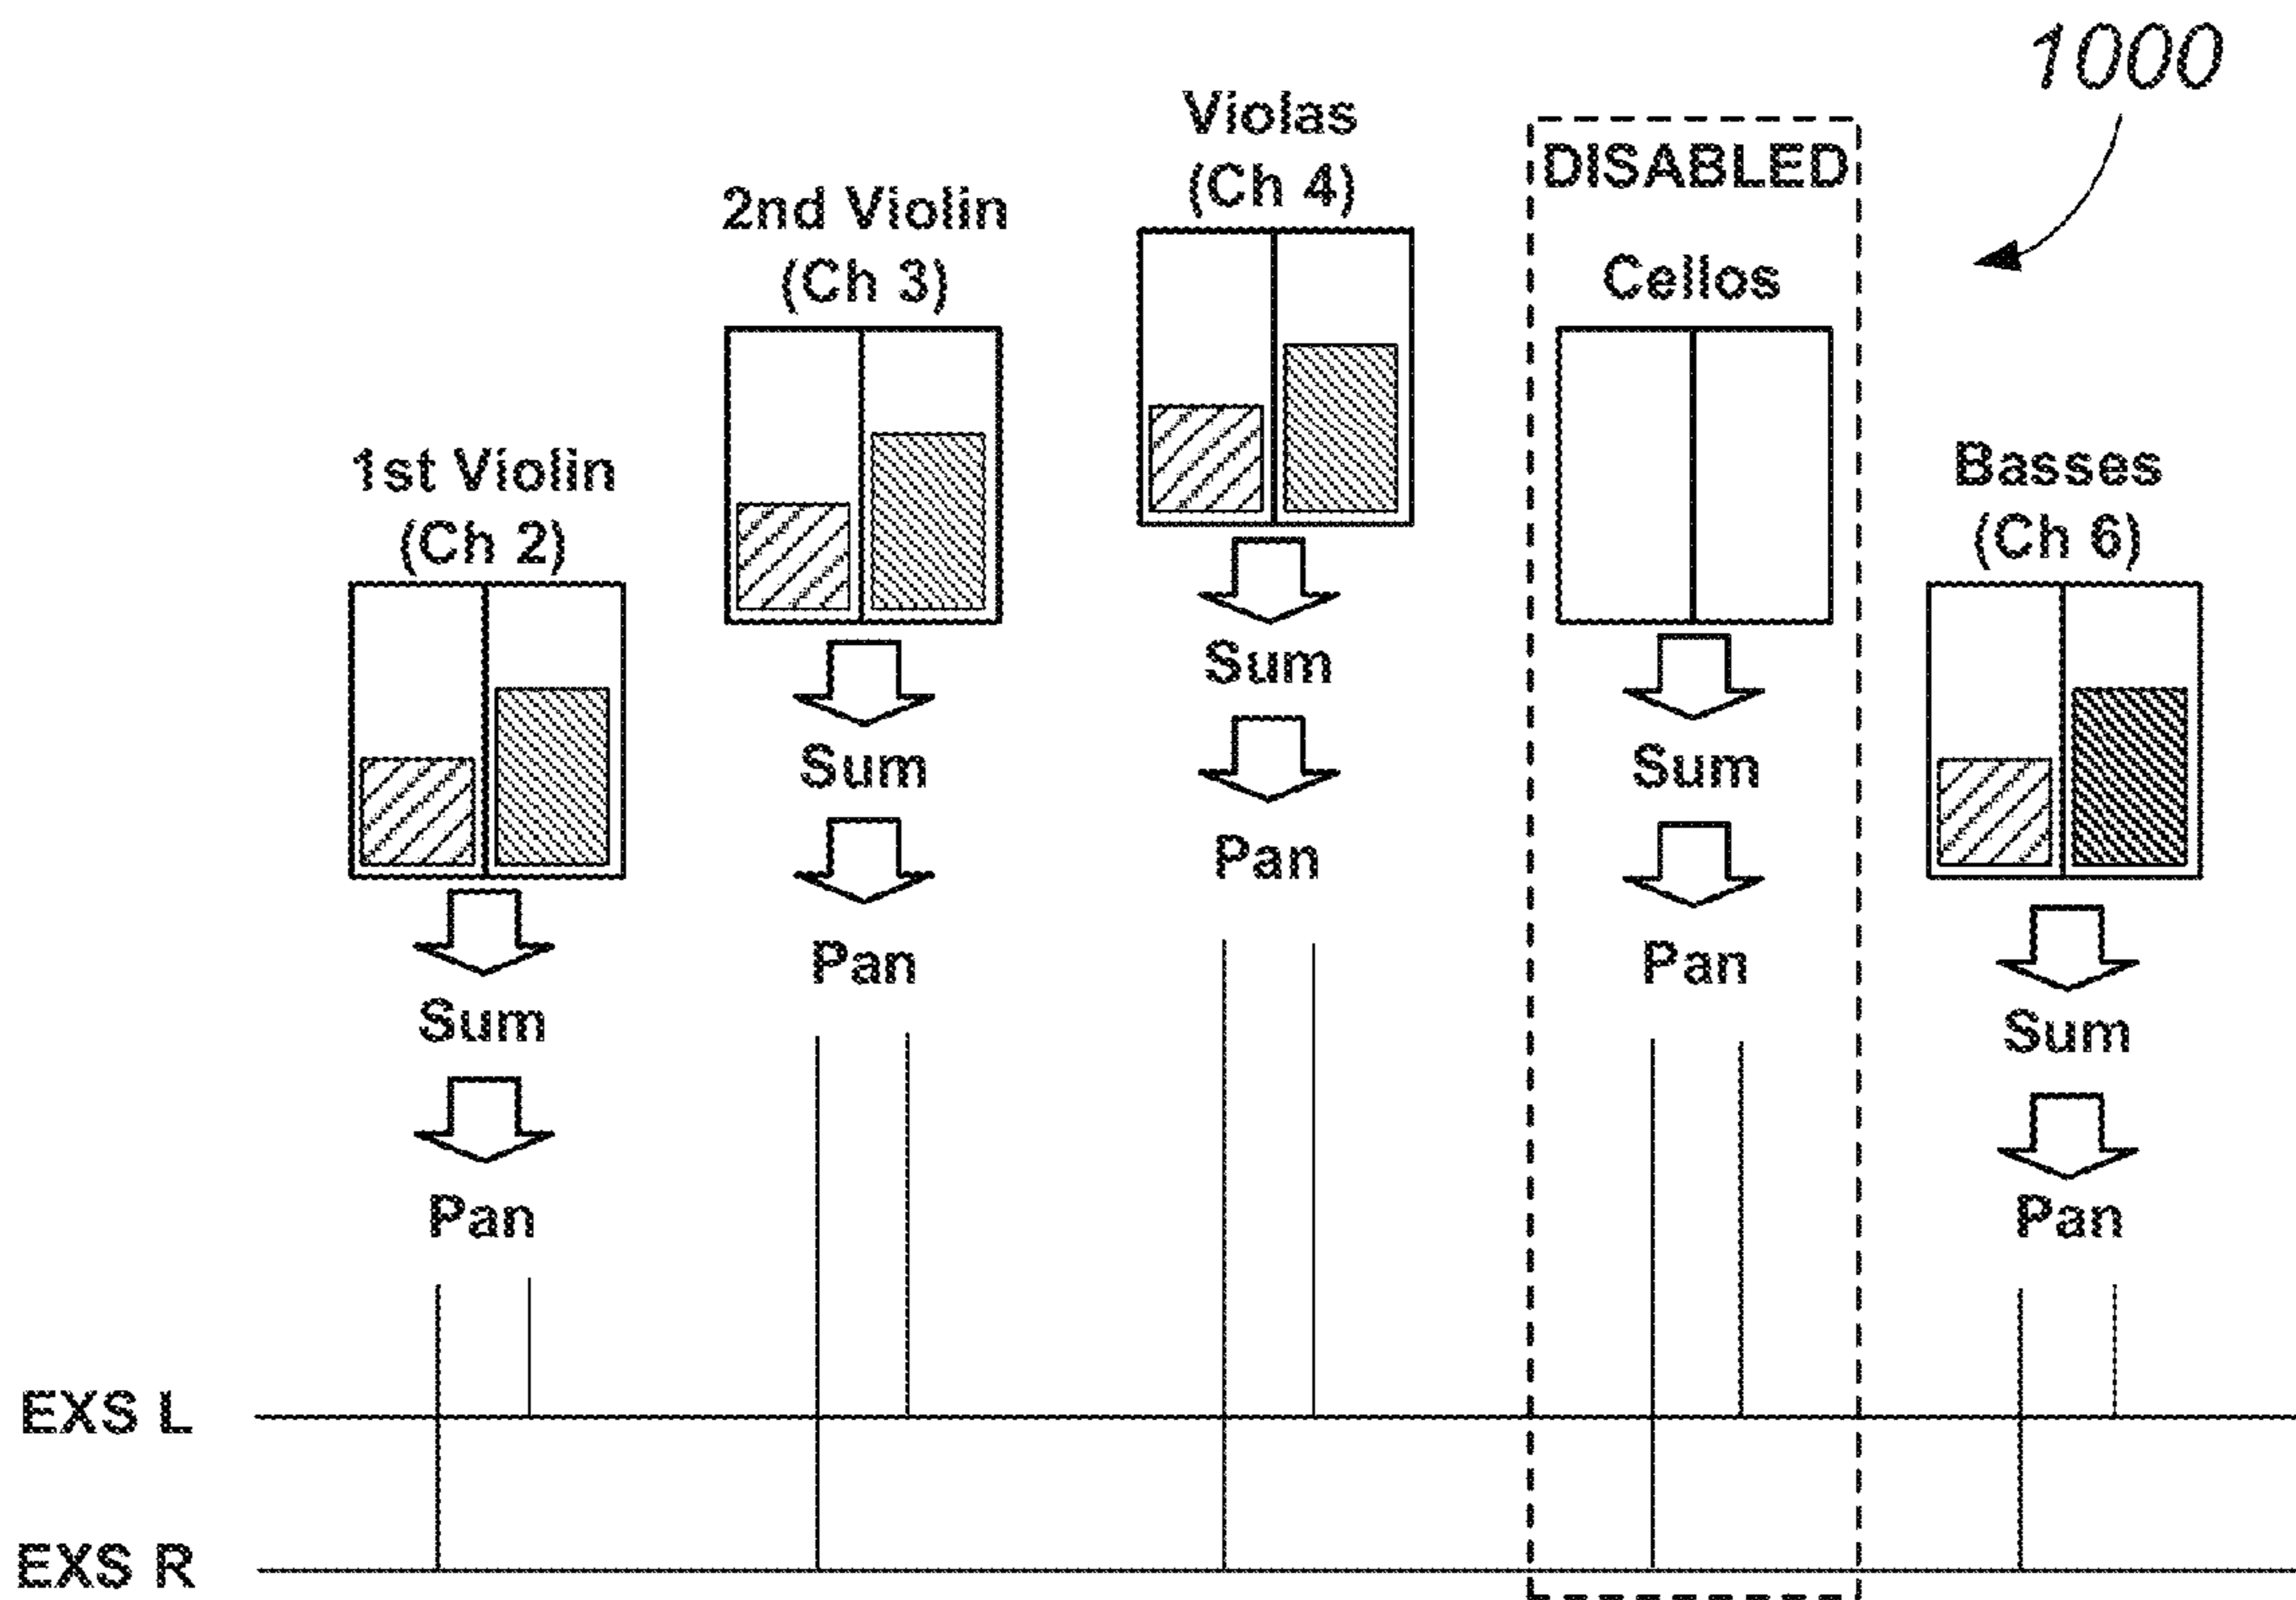 1000
1st Violin
(Ch 2)
Sum
Pan
2nd Violin
(Ch 3)
Sum
Pan
Violas
(Ch 4)
Sum
Pan
DISABLED
Cellos
Sum
Pan
Basses
(Ch 6)
Sum
Pan
EXS L
EXS R